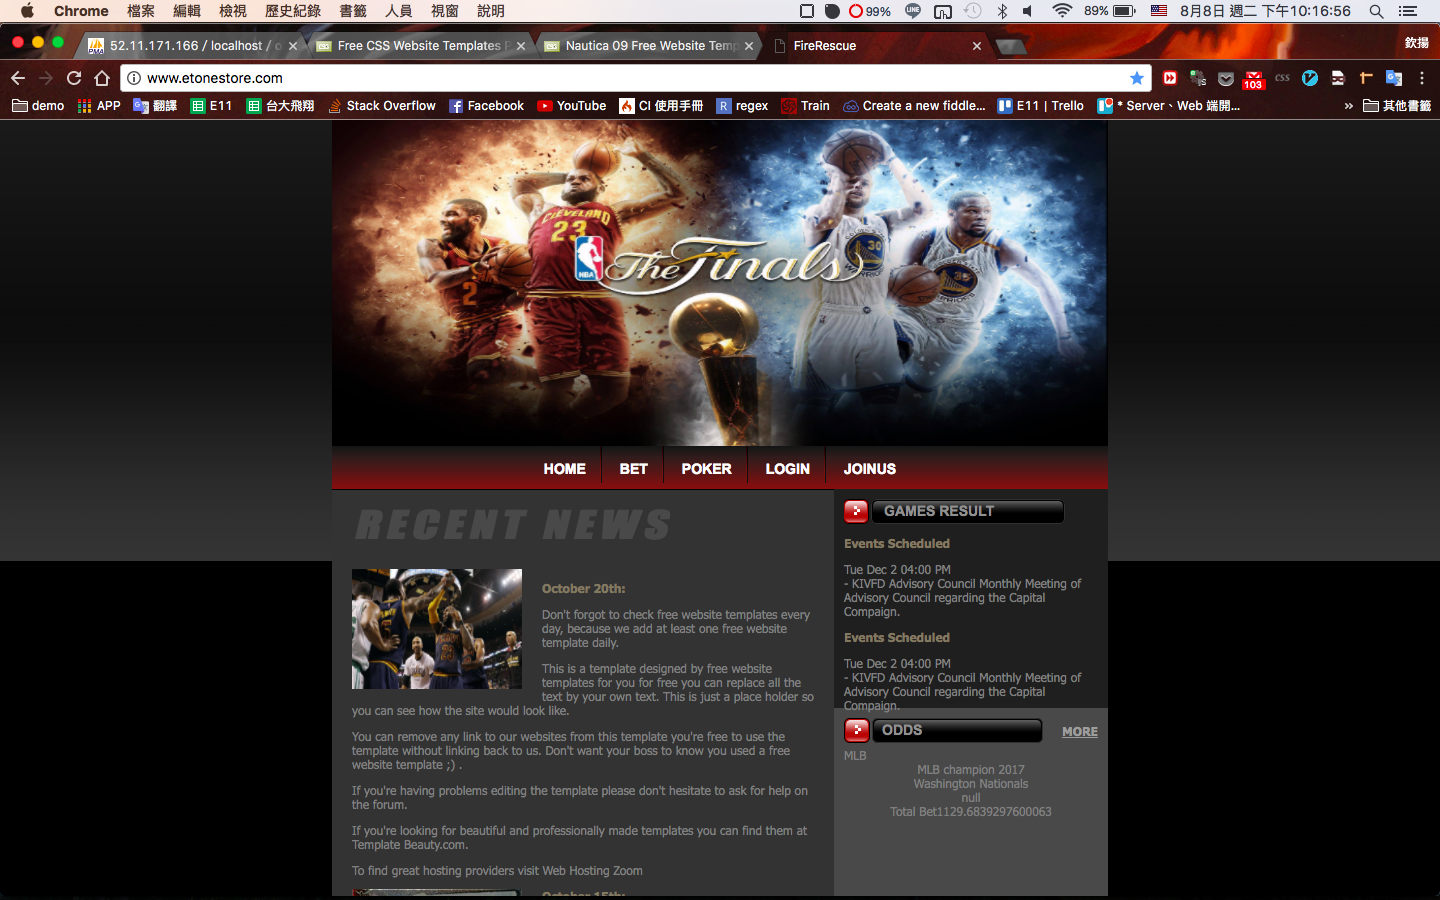 Chrome 檔案 編輯 檢視 歷史紀錄 書籤 人員 視窗 說明 99% LINE 89% 8月8日 週二 下午10:16:56
52.11.171.166 / localhost / o Free CSS Website Templates Nautica 09 Free Website Temp FireRescue 欽揚
www.etonestore.com 103 CSS
demo APP 翻譯 E11 台大飛翔 Stack Overflow Facebook YouTube CI 使用手冊 regex Train Create a new fiddle... E11 | Trello * Server、Web 端開... » 其他書籤
CLEVELAND
23
2
30
WARRIORS
NBA The Finals
HOME BET POKER LOGIN JOINUS
RECENT NEWS
October 20th:
Don't forgot to check free website templates every
day, because we add at least one free website
template daily.
This is a template designed by free website
templates for you for free you can replace all the
text by your own text. This is just a place holder so
you can see how the site would look like.
You can remove any link to our websites from this template you're free to use the
template without linking back to us. Don't want your boss to know you used a free
website template ;) .
If you're having problems editing the template please don't hesitate to ask for help on
the forum.
If you're looking for beautiful and professionally made templates you can find them at
Template Beauty.com.
To find great hosting providers visit Web Hosting Zoom
October 15th:
GAMES RESULT
Events Scheduled
Tue Dec 2 04:00 PM
- KIVFD Advisory Council Monthly Meeting of
Advisory Council regarding the Capital
Compaign.
Events Scheduled
Tue Dec 2 04:00 PM
- KIVFD Advisory Council Monthly Meeting of
Advisory Council regarding the Capital
Compaign.
ODDS MORE
MLB
MLB champion 2017
Washington Nationals
null
Total Bet1129.6839297600063